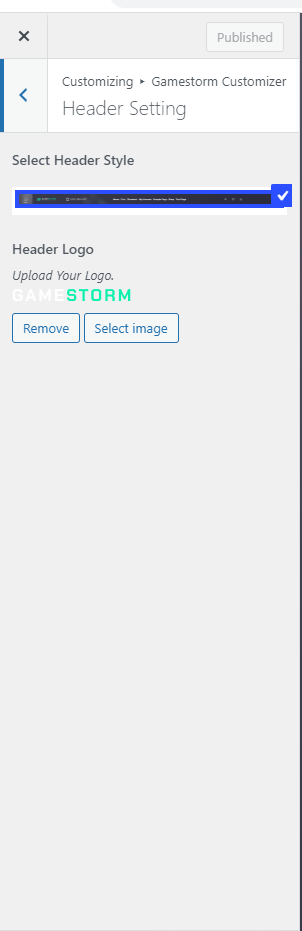 Published
Customizing ▸ Gamestorm Customizer
Header Setting
Select Header Style
Header Logo
Upload Your Logo.
GAMESTORM
Remove
Select image